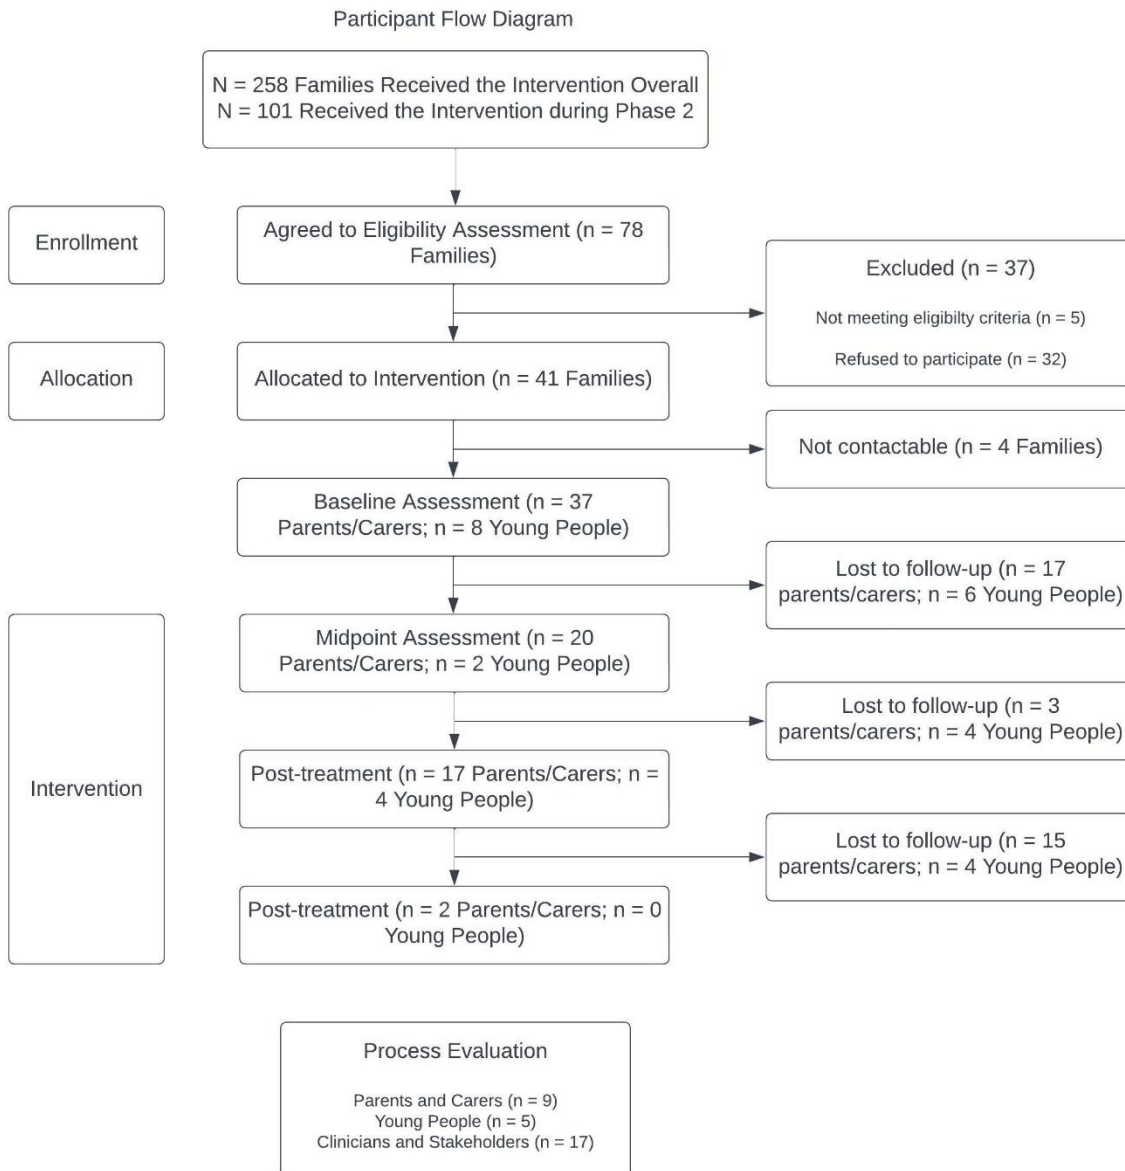 Participant Flow Diagram
N = 258 Families Received the Intervention Overall
N = 101 Received the Intervention during Phase 2
Enrollment
Agreed to Eligibility Assessment (n = 78
Families)
Excluded (n = 37)
Not meeting eligibilty criteria (n = 5)
Refused to participate (n = 32)
Allocation
Allocated to Intervention (n = 41 Families)
Not contactable (n = 4 Families)
Baseline Assessment (n = 37
Parents/Carers; n = 8 Young People)
Lost to follow-up (n = 17
parents/carers; n = 6 Young People)
Intervention
Midpoint Assessment (n = 20
Parents/Carers; n = 2 Young People)
Lost to follow-up (n = 3
parents/carers; n = 4 Young People)
Post-treatment (n = 17 Parents/Carers; n =
4 Young People)
Lost to follow-up (n = 15
parents/carers; n = 4 Young People)
Post-treatment (n = 2 Parents/Carers; n = 0
Young People)
Process Evaluation
Parents and Carers (n = 9)
Young People (n = 5)
Clinicians and Stakeholders (n = 17)